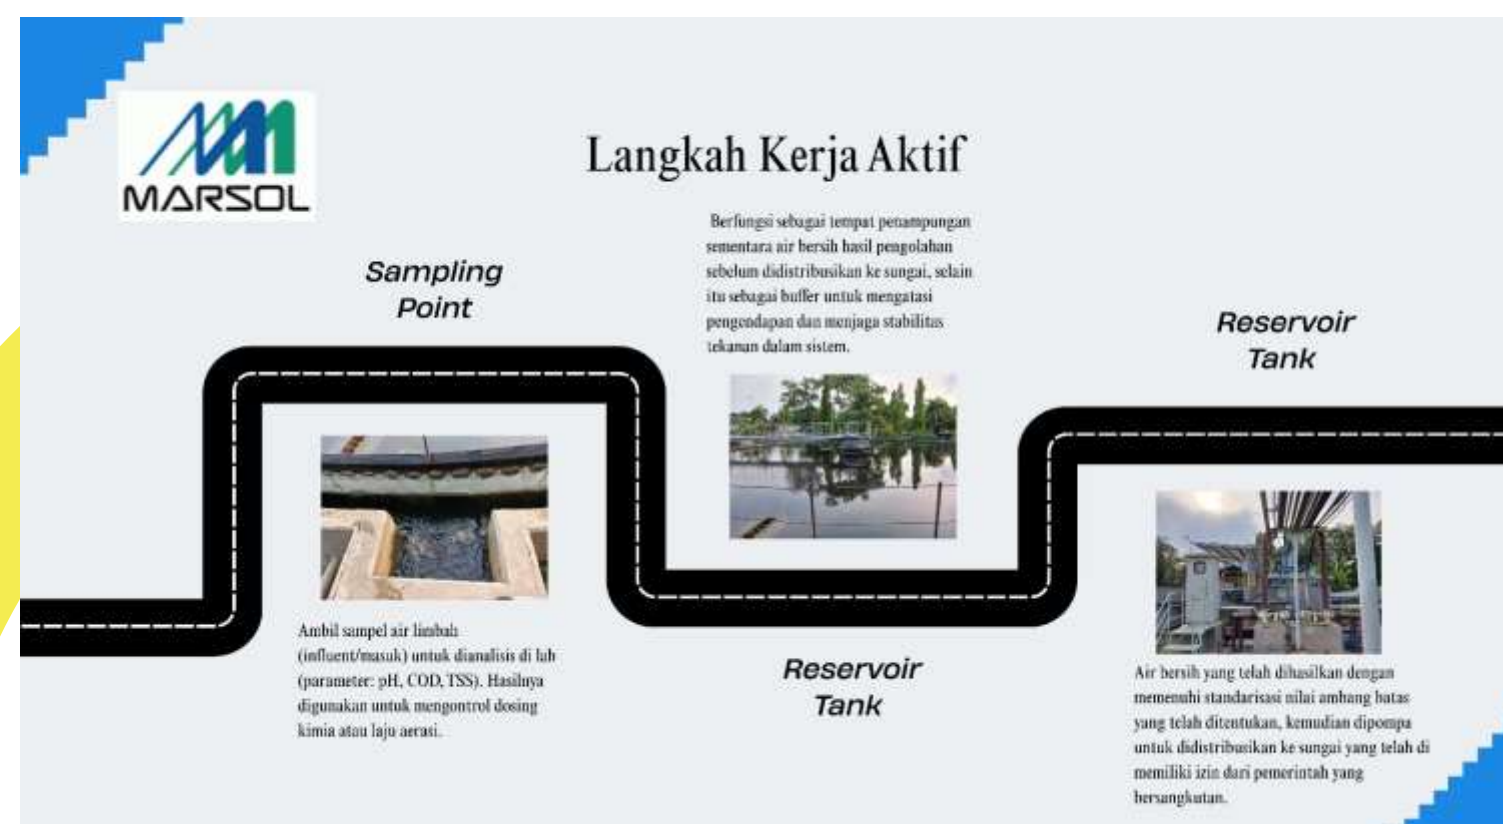 MARSOL
Langkah Kerja Aktif
Sampling
Point
Ambil sampel air limbah
(influent/masuk) untuk dianalisis di lab
(parameter: pH, COD, TSS). Hasilnya
digunakan untuk mengontrol dosing
kimia atau laju aerasi.
Berfungsi sebagai tempat penampungan
sementara air bersih hasil pengolahan
sebelum didistribusikan ke sungai, selain
itu sebagai buffer untuk mengatasi
pengendapan dan menjaga stabilitas
tekanan dalam sistem.
Reservoir
Tank
Reservoir
Tank
Air bersih yang telah dihasilkan dengan
memenuhi standarisasi nilai ambang batas
yang telah ditentukan, kemudian dipompa
untuk didistribusikan ke sungai yang telah di
memiliki izin dari pemerintah yang
bersangkutan.